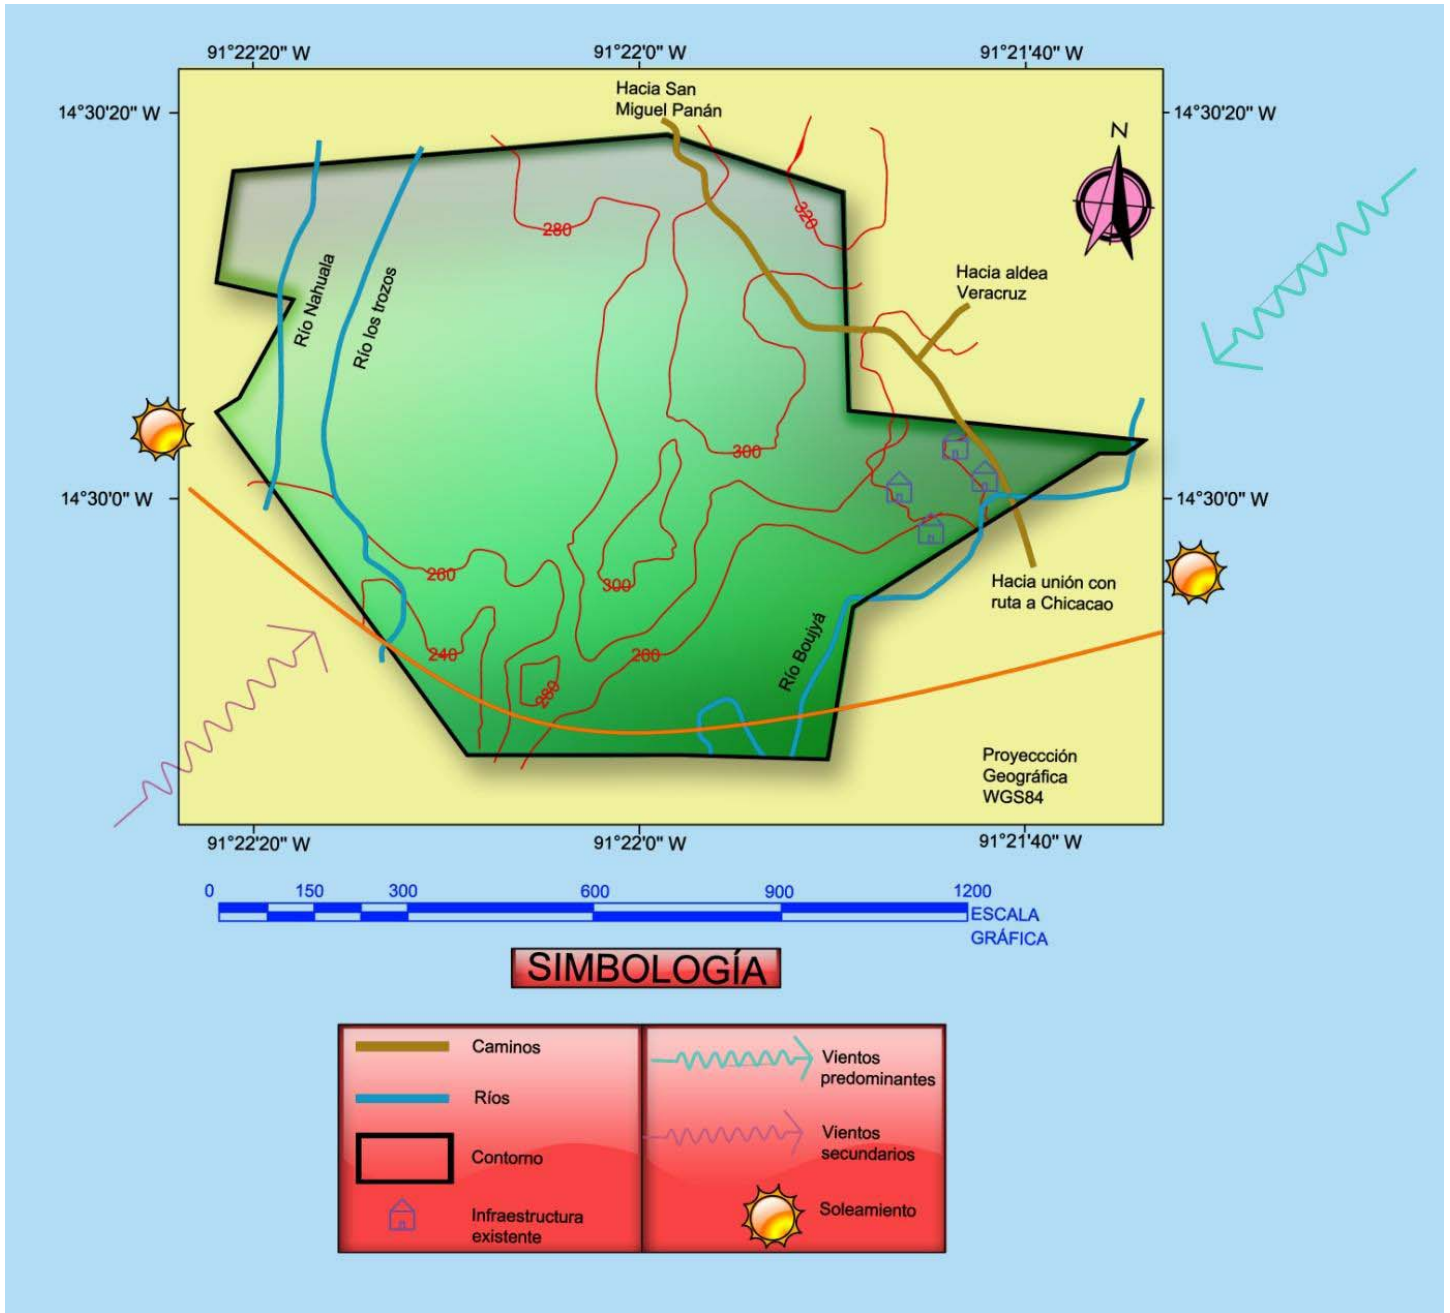 91°22'20" W
91°22'0" W
91°21'40" W
14°30'20" W
14°30'20" W
Hacia San
Miguel Panán
N
320
280
Hacia aldea
Veracruz
Río Nahuala
Río los trozos
300
14°30'0" W
14°30'0" W
260
300
Hacia unión con
ruta a Chicacao
240
260
280
Río Boujyá
Proyeccción
Geográfica
WGS84
91°22'20" W
91°22'0" W
91°21'40" W
0
150
300
600
900
1200
ESCALA
GRÁFICA
SIMBOLOGÍA
Caminos
Ríos
Contorno
Infraestructura
existente
Vientos
predominantes
Vientos
secundarios
Soleamiento